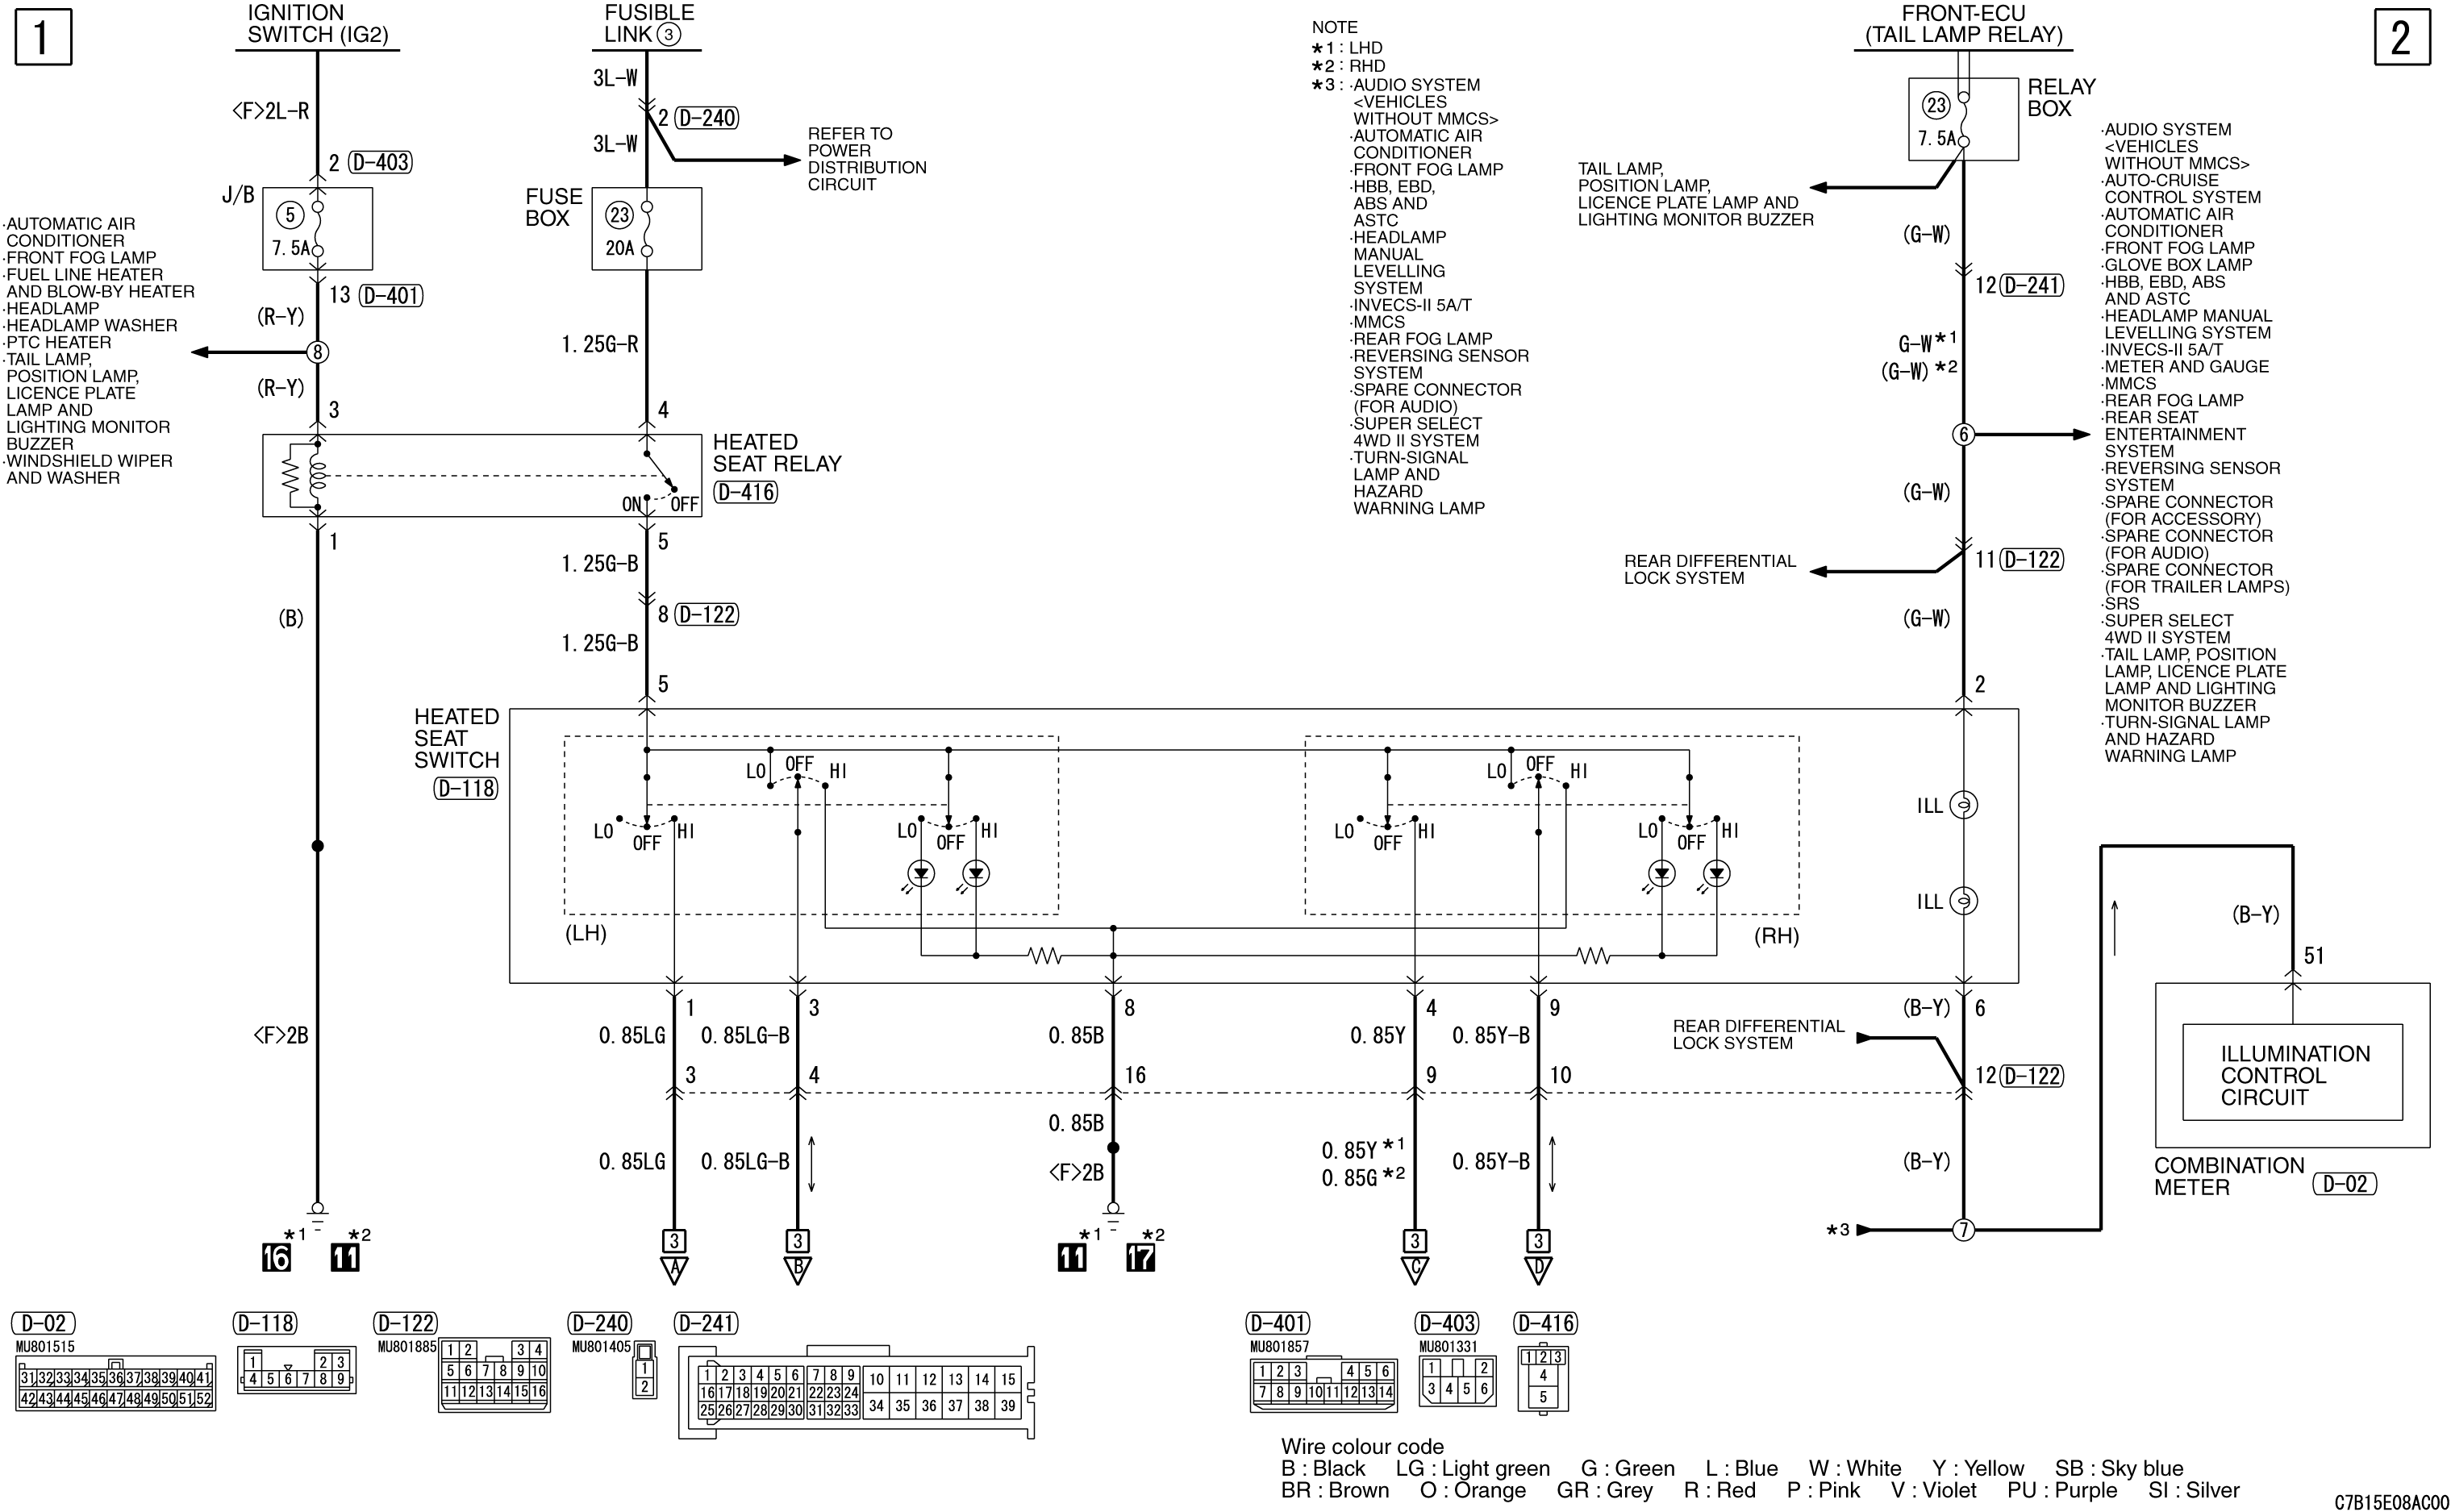 1
IGNITION
SWITCH (IG2)
<F>2L-R
2 D-403
J/B
5
7.5A
13 D-401
(R-Y)
8
(R-Y)
3
·AUTOMATIC AIR
CONDITIONER
·FRONT FOG LAMP
·FUEL LINE HEATER
AND BLOW-BY HEATER
·HEADLAMP
·HEADLAMP WASHER
·PTC HEATER
·TAIL LAMP,
POSITION LAMP,
LICENCE PLATE
LAMP AND
LIGHTING MONITOR
BUZZER
·WINDSHIELD WIPER
AND WASHER
FUSIBLE
LINK 3
3L-W
2 D-240
3L-W
REFER TO
POWER
DISTRIBUTION
CIRCUIT
FUSE
BOX
23
20A
1.25G-R
4
HEATED
SEAT RELAY
D-416
ON OFF
1
5
1.25G-B
8 D-122
1.25G-B
5
(B)
<F>2B
*1 *2
16 11
NOTE
*1 : LHD
*2 : RHD
*3 : ·AUDIO SYSTEM
<VEHICLES
WITHOUT MMCS>
·AUTOMATIC AIR
CONDITIONER
·FRONT FOG LAMP
·HBB, EBD,
ABS AND
ASTC
·HEADLAMP
MANUAL
LEVELLING
SYSTEM
·INVECS-II 5A/T
·MMCS
·REAR FOG LAMP
·REVERSING SENSOR
SYSTEM
·SPARE CONNECTOR
(FOR AUDIO)
·SUPER SELECT
4WD II SYSTEM
·TURN-SIGNAL
LAMP AND
HAZARD
WARNING LAMP
2
FRONT-ECU
(TAIL LAMP RELAY)
RELAY
BOX
23
7.5A
TAIL LAMP,
POSITION LAMP,
LICENCE PLATE LAMP AND
LIGHTING MONITOR BUZZER
(G-W)
12 D-241
G-W*1
(G-W)*2
6
(G-W)
REAR DIFFERENTIAL
LOCK SYSTEM
11 D-122
(G-W)
2
·AUDIO SYSTEM
<VEHICLES
WITHOUT MMCS>
·AUTO-CRUISE
CONTROL SYSTEM
·AUTOMATIC AIR
CONDITIONER
·FRONT FOG LAMP
·GLOVE BOX LAMP
·HBB, EBD, ABS
AND ASTC
·HEADLAMP MANUAL
LEVELLING SYSTEM
·INVECS-II 5A/T
·METER AND GAUGE
·MMCS
·REAR FOG LAMP
·REAR SEAT
ENTERTAINMENT
SYSTEM
·REVERSING SENSOR
SYSTEM
·SPARE CONNECTOR
(FOR ACCESSORY)
·SPARE CONNECTOR
(FOR AUDIO)
·SPARE CONNECTOR
(FOR TRAILER LAMPS)
·SRS
·SUPER SELECT
4WD II SYSTEM
·TAIL LAMP, POSITION
LAMP, LICENCE PLATE
LAMP AND LIGHTING
MONITOR BUZZER
·TURN-SIGNAL LAMP
AND HAZARD
WARNING LAMP
HEATED
SEAT
SWITCH
D-118
LO OFF HI
LO OFF HI
LO OFF HI
(LH)
LO OFF HI
LO OFF HI
LO OFF HI
(RH)
ILL
ILL
1 3 8 4 9 (B-Y) 6
0.85LG 0.85LG-B 0.85B 0.85Y 0.85Y-B
REAR DIFFERENTIAL
LOCK SYSTEM
3 4 16 9 10 12 D-122
0.85B
0.85LG 0.85LG-B <F>2B 0.85Y*1 0.85Y-B (B-Y)
0.85G*2
*1 *2
11 17
3 3 3 3
A B C D
*3 7
(B-Y)
51
ILLUMINATION
CONTROL
CIRCUIT
COMBINATION
METER D-02
D-02
MU801515
31 32 33 34 35 36 37 38 39 40 41
42 43 44 45 46 47 48 49 50 51 52
D-118
1 2 3
4 5 6 7 8 9
D-122
MU801885
1 2 3 4
5 6 7 8 9 10
11 12 13 14 15 16
D-240
MU801405
1
2
D-241
1 2 3 4 5 6 7 8 9 10 11 12 13 14 15
16 17 18 19 20 21 22 23 24
25 26 27 28 29 30 31 32 33 34 35 36 37 38 39
D-401
MU801857
1 2 3 4 5 6
7 8 9 10 11 12 13 14
D-403
MU801331
1 2
3 4 5 6
D-416
1 2 3
4
5
Wire colour code
B : Black LG : Light green G : Green L : Blue W : White Y : Yellow SB : Sky blue
BR : Brown O : Orange GR : Grey R : Red P : Pink V : Violet PU : Purple SI : Silver
C7B15E08AC00